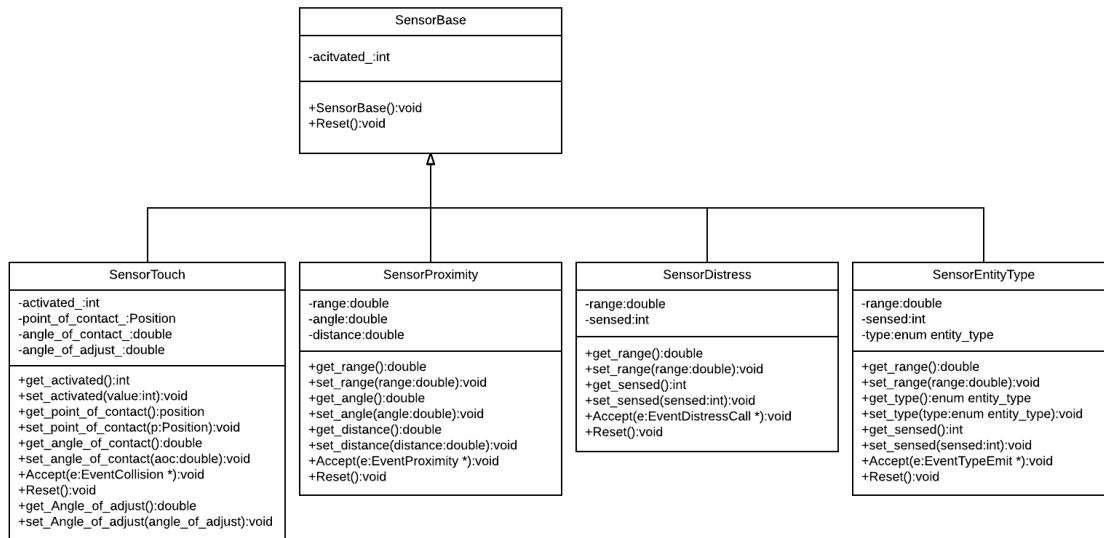 SensorBase
-acitvated_:int
+SensorBase():void
+Reset():void
SensorTouch
-activated_:int
-point_of_contact_:Position
-angle_of_contact_:double
-angle_of_adjust_:double
+get_activated():int
+set_activated(value:int):void
+get_point_of_contact():position
+set_point_of_contact(p:Position):void
+get_angle_of_contact():double
+set_angle_of_contact(aoc:double):void
+Accept(e:EventCollision *):void
+Reset():void
+get_Angle_of_adjust():double
+set_Angle_of_adjust(angle_of_adjust):void
SensorProximity
-range:double
-angle:double
-distance:double
+get_range():double
+set_range(range:double):void
+get_angle():double
+set_angle(angle:double):void
+get_distance():double
+set_distance(distance:double):void
+Accept(e:EventProximity *):void
+Reset():void
SensorDistress
-range:double
-sensed:int
+get_range():double
+set_range(range:double):void
+get_sensed():int
+set_sensed(sensed:int):void
+Accept(e:EventDistressCall *):void
+Reset():void
SensorEntityType
-range:double
-sensed:int
-type:enum entity_type
+get_range():double
+set_range(range:double):void
+get_type():enum entity_type
+set_type(type:enum entity_type):void
+get_sensed():int
+set_sensed(sensed:int):void
+Accept(e:EventTypeEmit *):void
+Reset():void